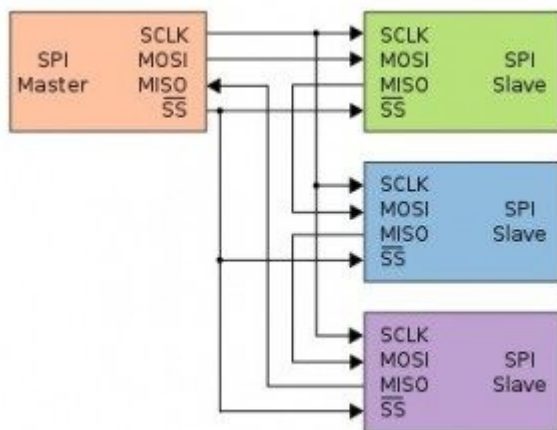 SCLK
SPI MOSI
Master MISO
SS
SCLK
MOSI SPI
MISO Slave
SS
SCLK
MOSI SPI
MISO Slave
SS
SCLK
MOSI SPI
MISO Slave
SS